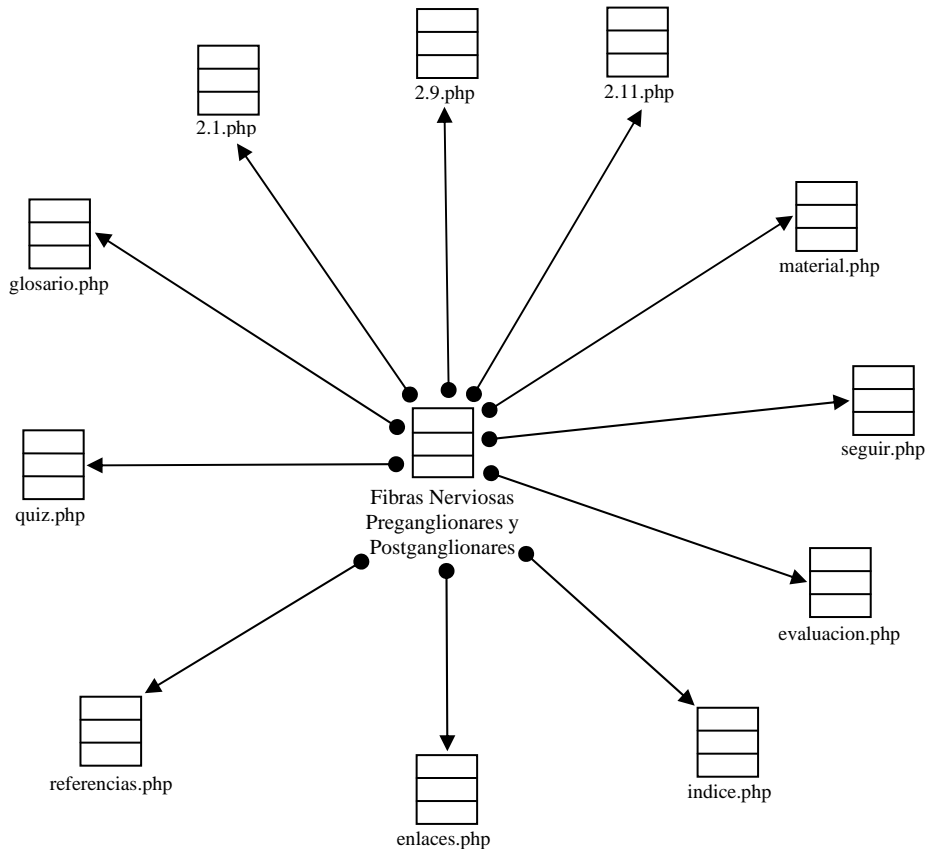 2.9.php
2.11.php
2.1.php
material.php
glosario.php
seguir.php
Fibras Nerviosas
Preganglionares y
Postganglionares
quiz.php
evaluacion.php
referencias.php
indice.php
enlaces.php